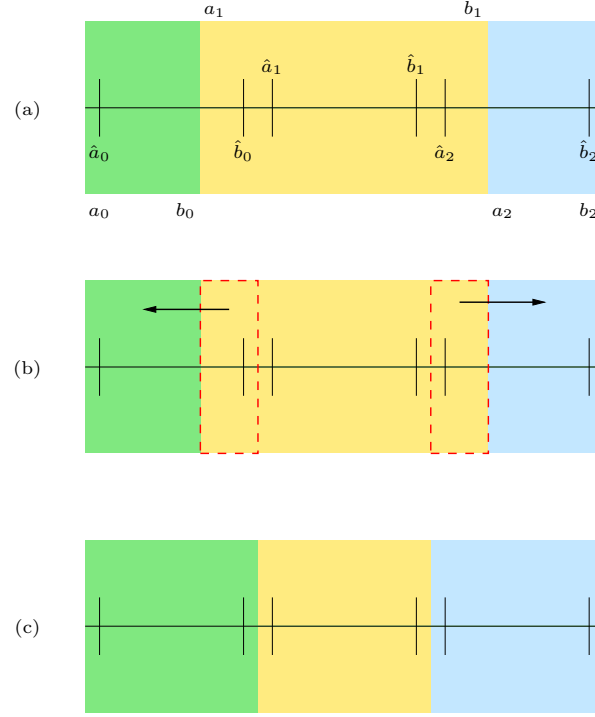 a₁ b₁
â₁ b̂₁
(a)
â₀ b̂₀ â₂ b̂₂
a₀ b₀ a₂ b₂
(b)
(c)